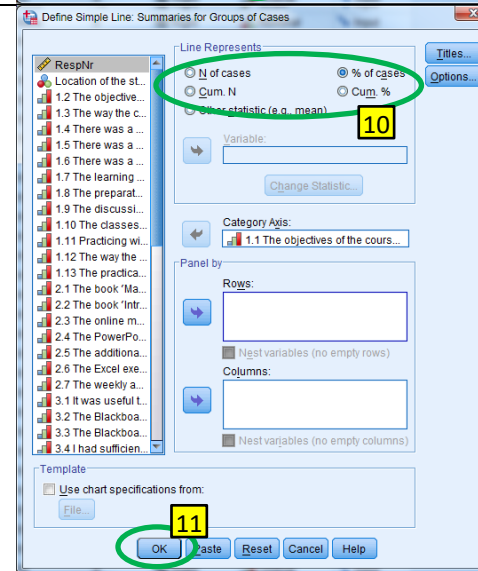 Define Simple Line: Summaries for Groups of Cases
RespNr
Location of the st...
1.2 The objective...
1.3 The way the c...
1.4 There was a ...
1.5 There was a ...
1.6 There was a ...
1.7 The learning ...
1.8 The preparat...
1.9 The discussi...
1.10 The classes...
1.11 Practicing wi...
1.12 The way the ...
1.13 The practica...
2.1 The book 'Ma...
2.2 The book 'Intr...
2.3 The online m...
2.4 The PowerPo...
2.5 The additiona...
2.6 The Excel exe...
2.7 The weekly a...
3.1 It was useful t...
3.2 The Blackboa...
3.3 The Blackboa...
3.4 I had sufficien...
Line Represents
N of cases
% of cases
Cum. N
Cum. %
Other statistic (e.g., mean)
10
Variable:
Change Statistic...
Category Axis:
1.1 The objectives of the cours...
Panel by
Rows:
Nest variables (no empty rows)
Columns:
Nest variables (no empty columns)
Titles...
Options...
Template
Use chart specifications from:
File...
11
OK Paste Reset Cancel Help